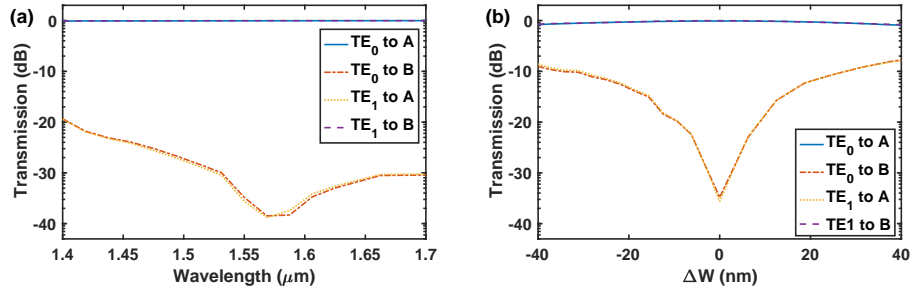 (a)
0
-10
-20
-30
-40
Transmission (dB)
TE0 to A
TE0 to B
TE1 to A
TE1 to B
1.4
1.45
1.5
1.55
1.6
1.65
1.7
Wavelength (μm)
(b)
0
-10
-20
-30
-40
Transmission (dB)
TE0 to A
TE0 to B
TE1 to A
TE1 to B
-40
-20
0
20
40
ΔW (nm)